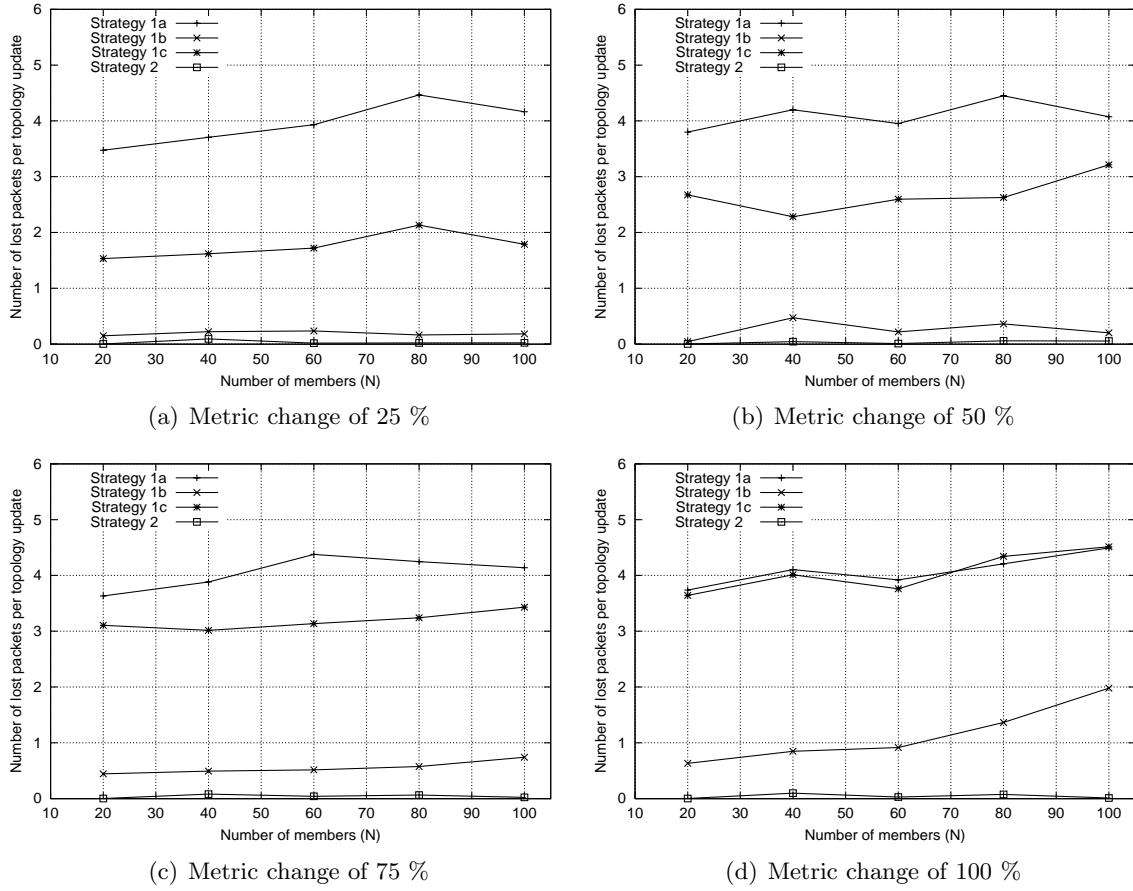 6
5
4
3
2
1
0
10 20 30 40 50 60 70 80 90 100
Number of lost packets per topology update
Number of members (N)
Strategy 1a
Strategy 1b
Strategy 1c
Strategy 2
(a) Metric change of 25 %
6
5
4
3
2
1
0
10 20 30 40 50 60 70 80 90 100
Number of lost packets per topology update
Number of members (N)
Strategy 1a
Strategy 1b
Strategy 1c
Strategy 2
(b) Metric change of 50 %
6
5
4
3
2
1
0
10 20 30 40 50 60 70 80 90 100
Number of lost packets per topology update
Number of members (N)
Strategy 1a
Strategy 1b
Strategy 1c
Strategy 2
(c) Metric change of 75 %
6
5
4
3
2
1
0
10 20 30 40 50 60 70 80 90 100
Number of lost packets per topology update
Number of members (N)
Strategy 1a
Strategy 1b
Strategy 1c
Strategy 2
(d) Metric change of 100 %